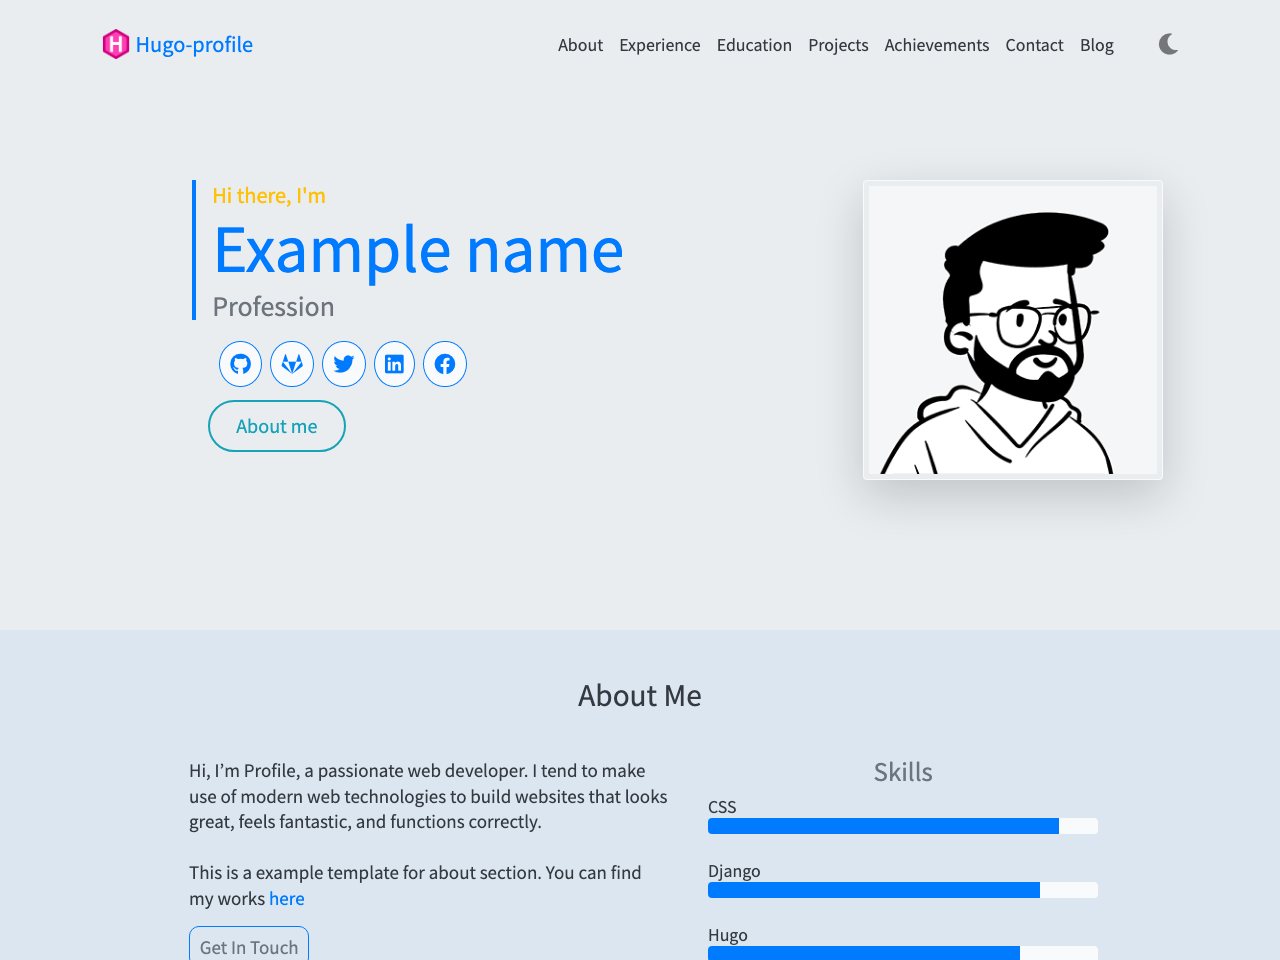 Hugo-profile
About Experience Education Projects Achievements Contact Blog
Hi there, I'm
Example name
Profession
About me
About Me
Hi, I’m Profile, a passionate web developer. I tend to make
use of modern web technologies to build websites that looks
great, feels fantastic, and functions correctly.
This is a example template for about section. You can find
my works here
Get In Touch
Skills
CSS
Django
Hugo